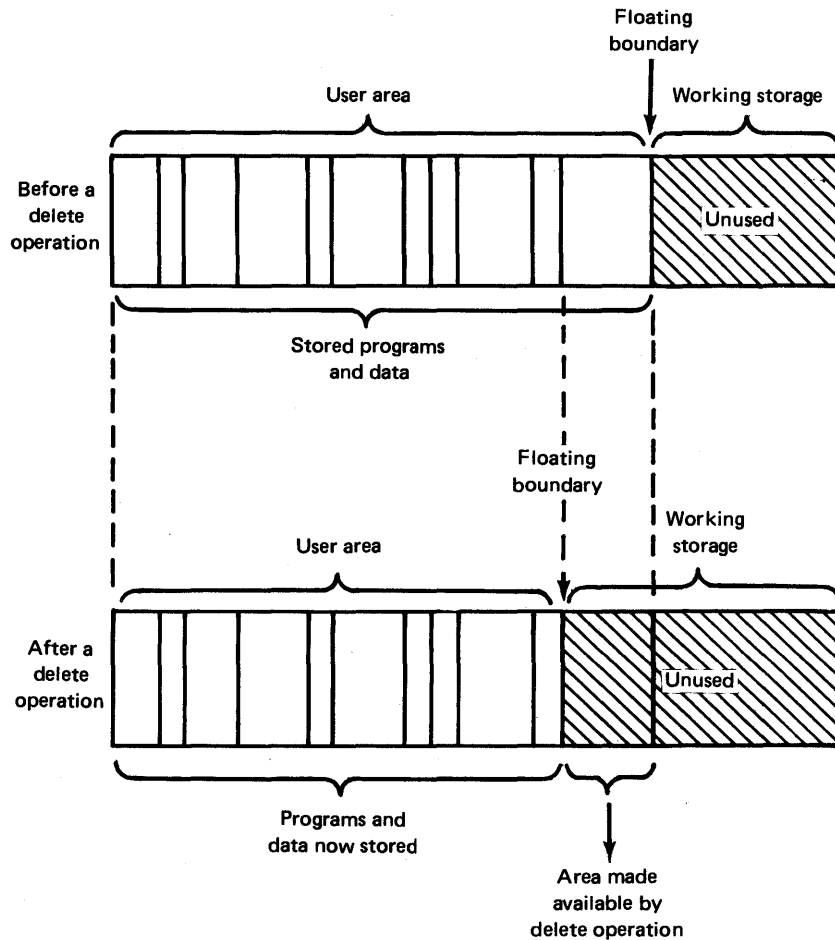 Floating
boundary
User area
Working storage
Before a
delete
operation
Unused
Stored programs
and data
Floating
boundary
Working
storage
User area
After a
delete
operation
Unused
Programs and
data now stored
Area made
available by
delete operation